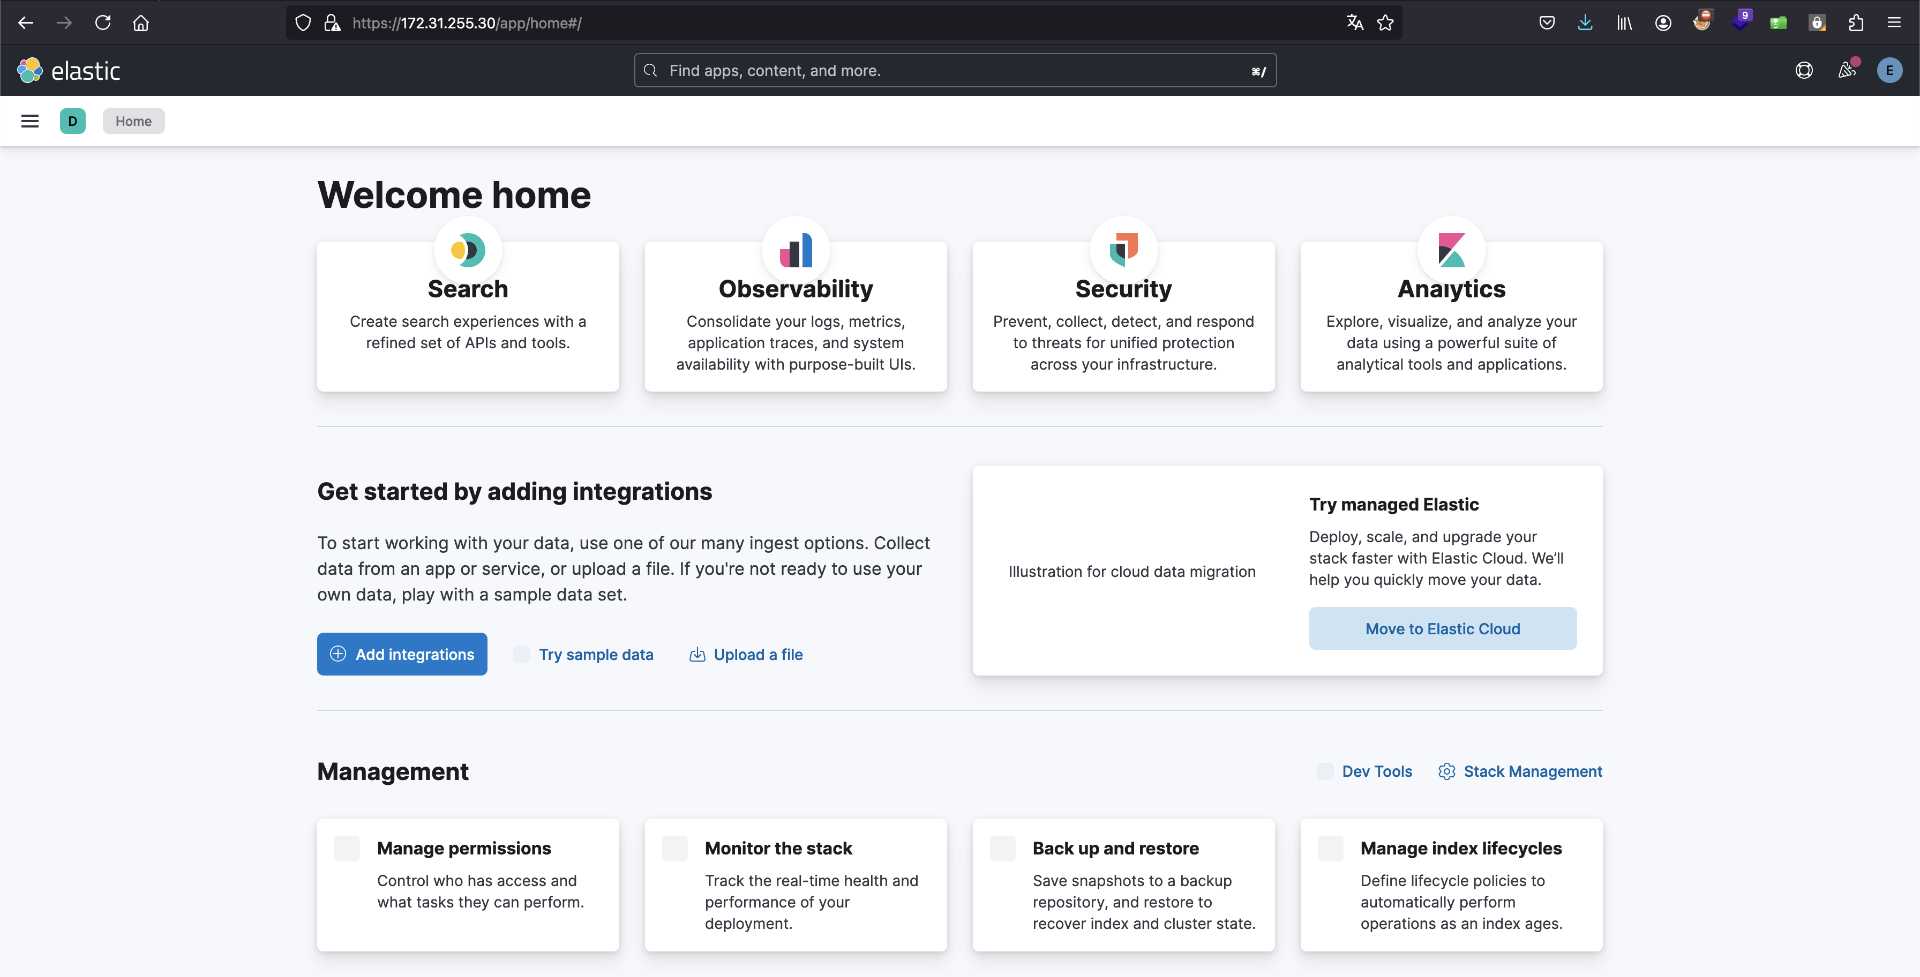 https://172.31.255.30/app/home#/
9
elastic
Find apps, content, and more.
⌘/
E
D
Home
Welcome home
Search
Create search experiences with a
refined set of APIs and tools.
Observability
Consolidate your logs, metrics,
application traces, and system
availability with purpose-built UIs.
Security
Prevent, collect, detect, and respond
to threats for unified protection
across your infrastructure.
Analytics
Explore, visualize, and analyze your
data using a powerful suite of
analytical tools and applications.
Get started by adding integrations
To start working with your data, use one of our many ingest options. Collect
data from an app or service, or upload a file. If you're not ready to use your
own data, play with a sample data set.
Add integrations
Try sample data
Upload a file
Illustration for cloud data migration
Try managed Elastic
Deploy, scale, and upgrade your
stack faster with Elastic Cloud. We’ll
help you quickly move your data.
Move to Elastic Cloud
Management
Dev Tools
Stack Management
Manage permissions
Control who has access and
what tasks they can perform.
Monitor the stack
Track the real-time health and
performance of your
deployment.
Back up and restore
Save snapshots to a backup
repository, and restore to
recover index and cluster state.
Manage index lifecycles
Define lifecycle policies to
automatically perform
operations as an index ages.